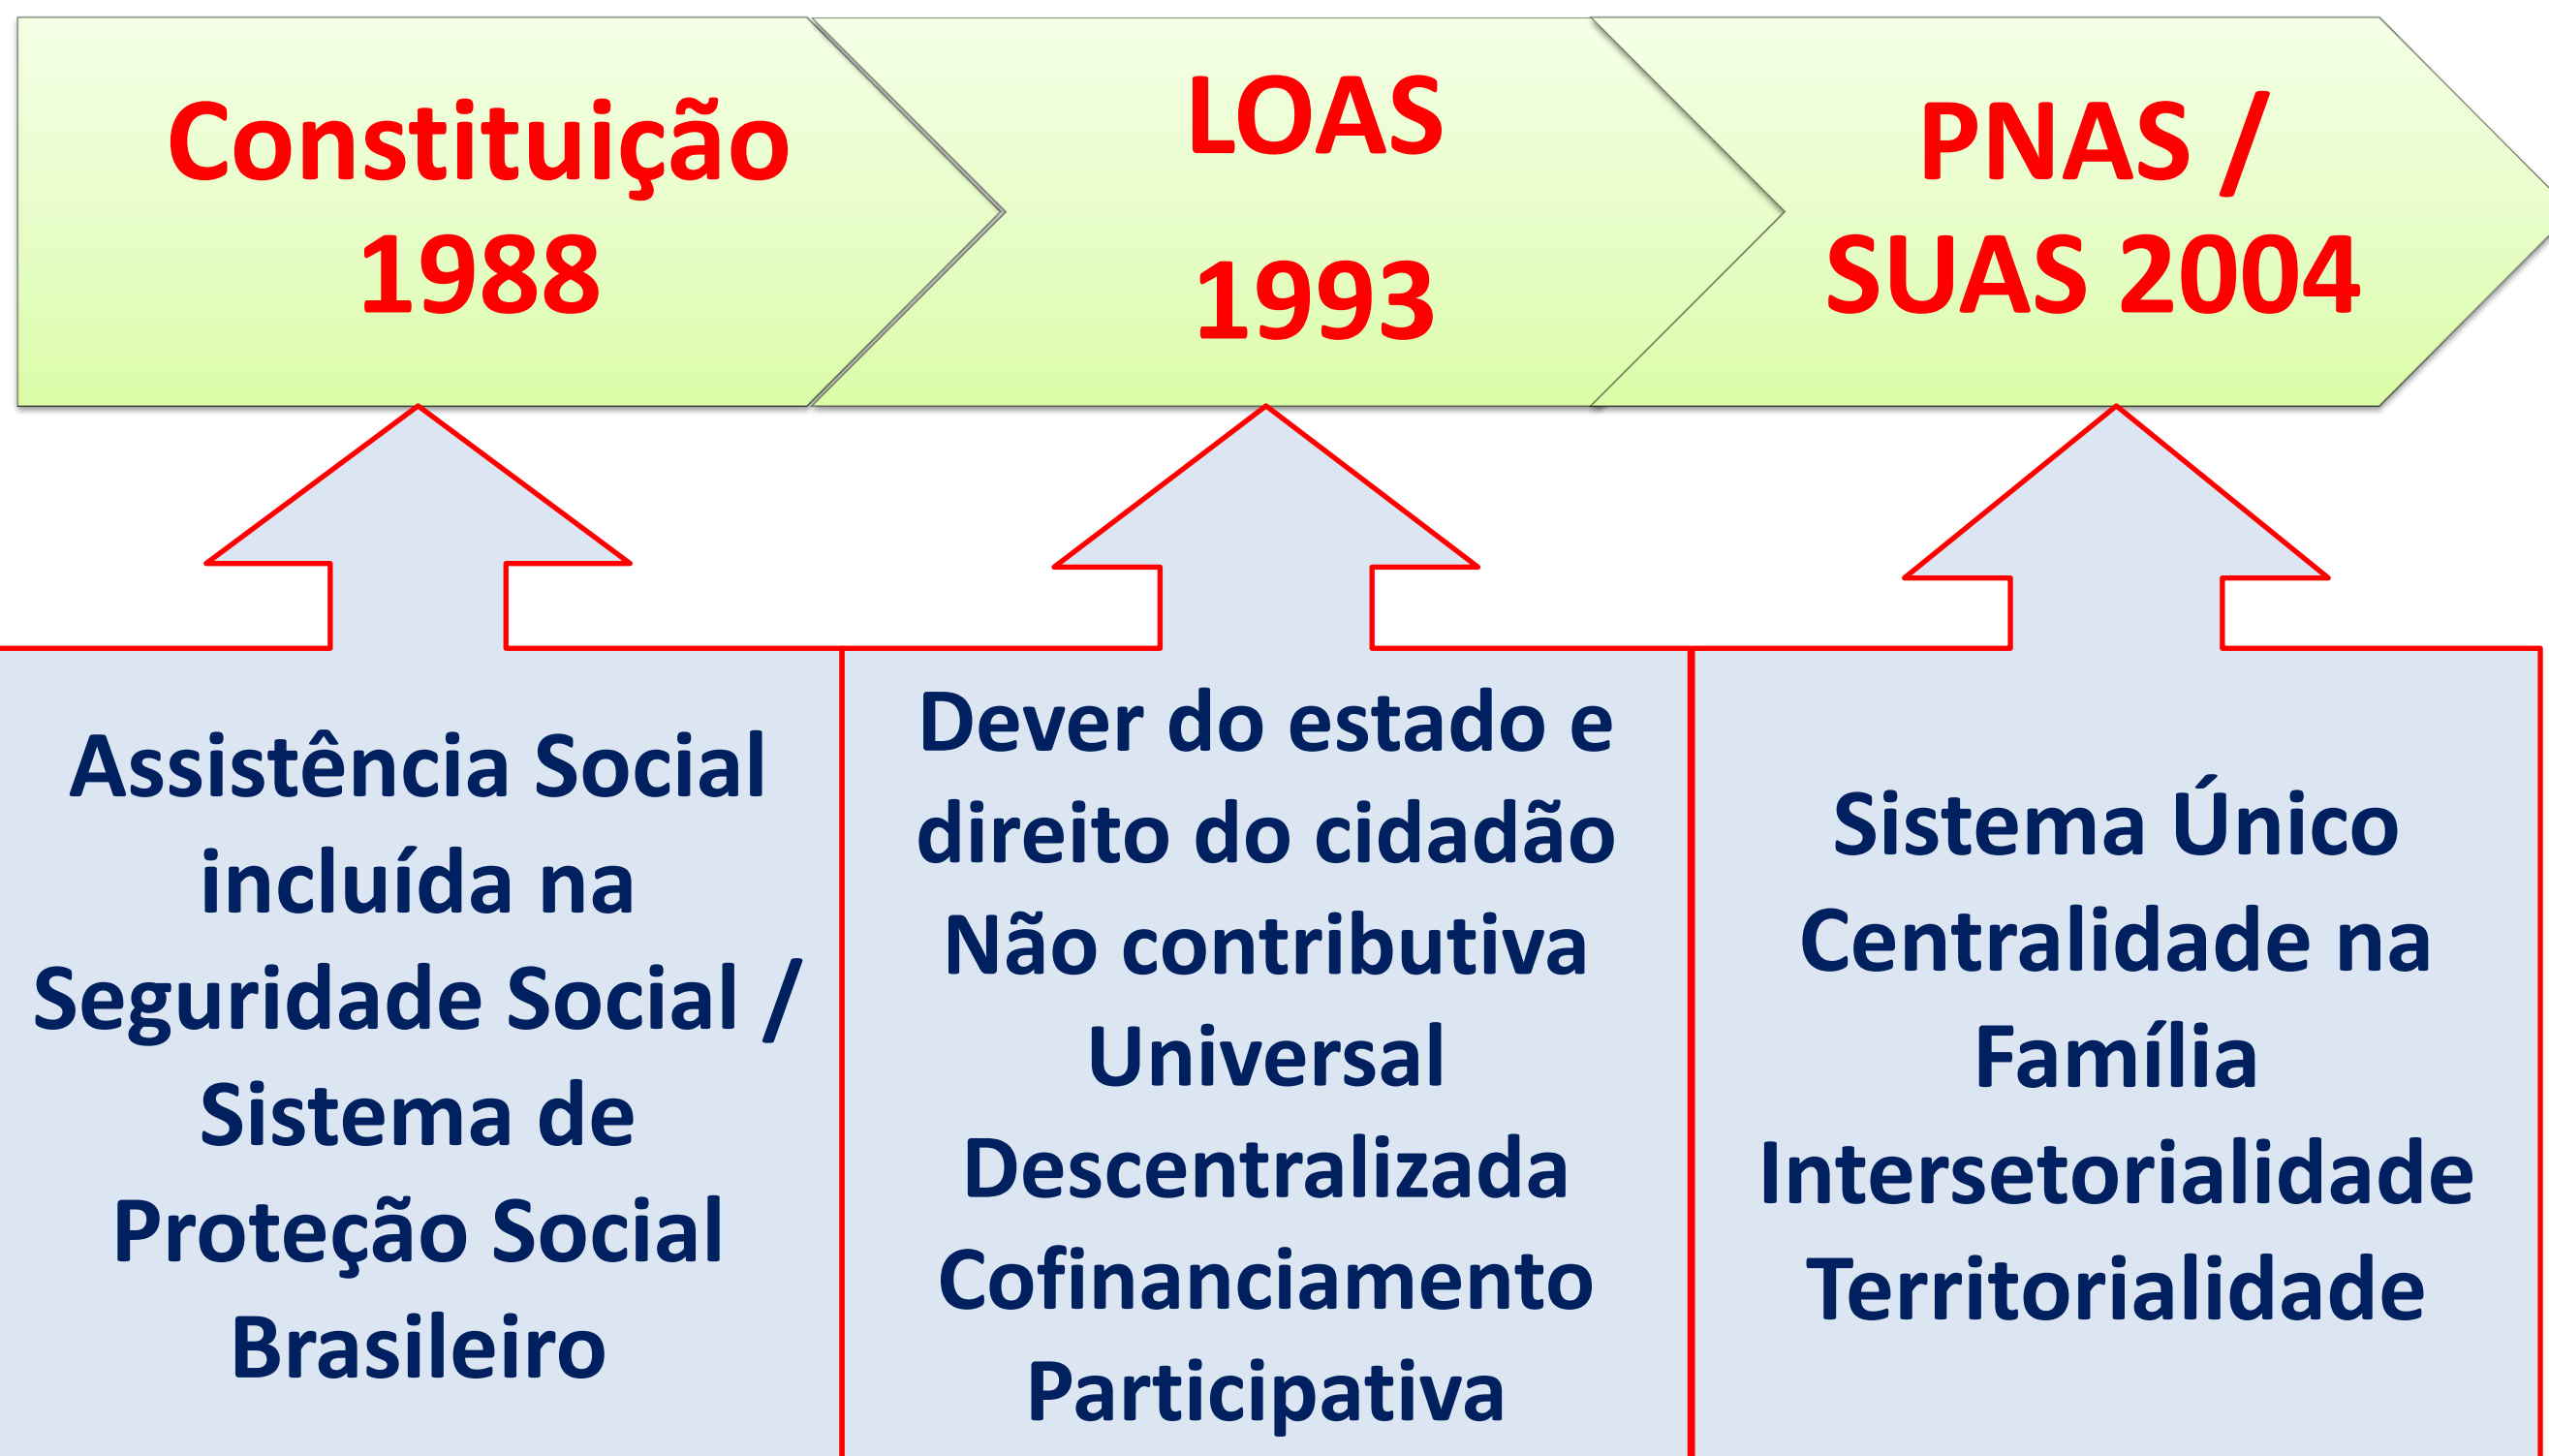 Constituição
1988
LOAS
1993
PNAS /
SUAS 2004
Assistência Social
incluída na
Seguridade Social /
Sistema de
Proteção Social
Brasileiro
Dever do estado e
direito do cidadão
Não contributiva
Universal
Descentralizada
Cofinanciamento
Participativa
Sistema Único
Centralidade na
Família
Intersetorialidade
Territorialidade